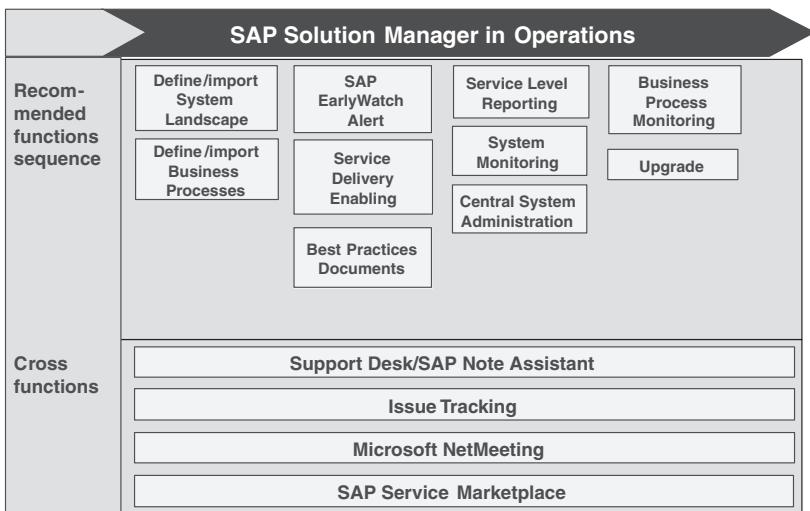 SAP Solution Manager in Operations
Recom-
mended
functions
sequence
Define/import
System
Landscape
Define/import
Business
Processes
SAP
EarlyWatch
Alert
Service
Delivery
Enabling
Best Practices
Documents
Service Level
Reporting
System
Monitoring
Central System
Administration
Business
Process
Monitoring
Upgrade
Cross
functions
Support Desk/SAP Note Assistant
Issue Tracking
Microsoft NetMeeting
SAP Service Marketplace